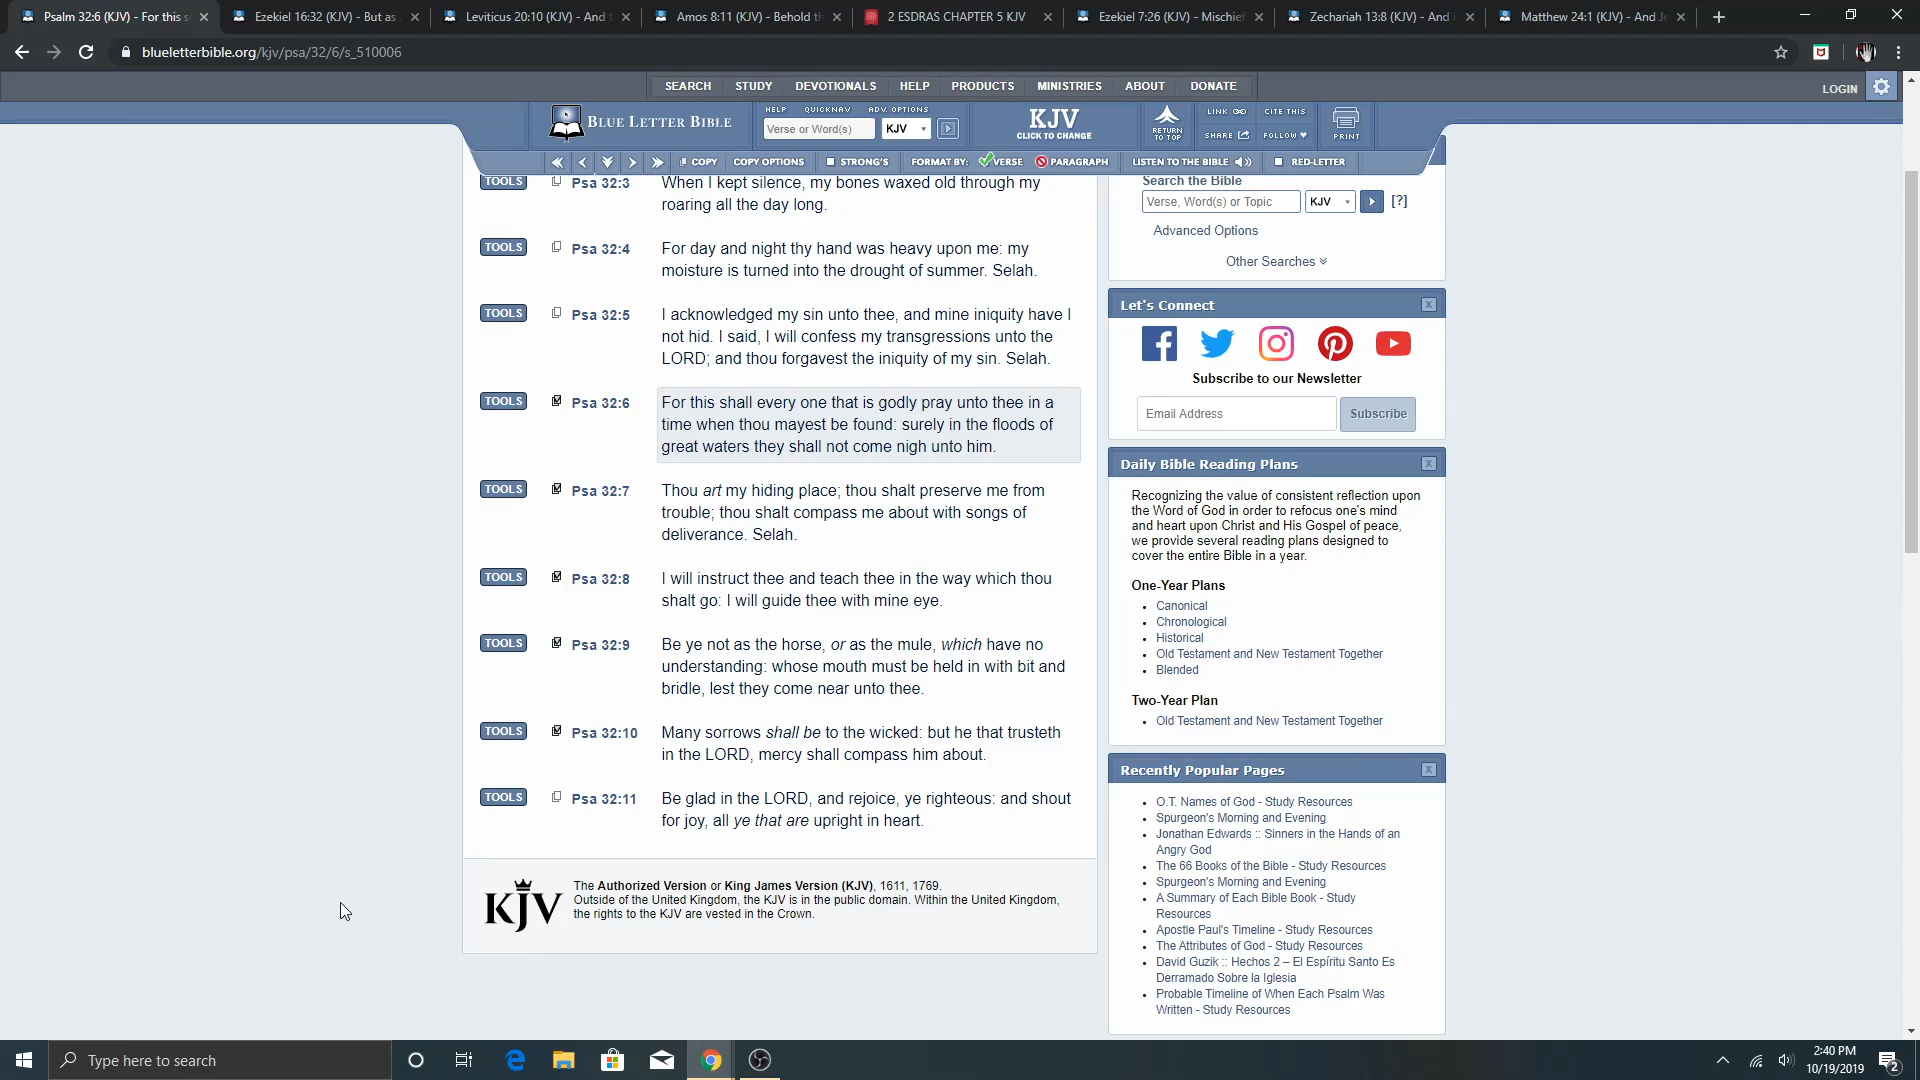 Psalm 32:6 (KJV) - For this s
Ezekiel 16:32 (KJV) - But as
Leviticus 20:10 (KJV) - And t
Amos 8:11 (KJV) - Behold th
2 ESDRAS CHAPTER 5 KJV
Ezekiel 7:26 (KJV) - Mischief
Zechariah 13:8 (KJV) - And i
Matthew 24:1 (KJV) - And Je
blueletterbible.org/kjv/psa/32/6/s_510006
SEARCH STUDY DEVOTIONALS HELP PRODUCTS MINISTRIES ABOUT DONATE
LOGIN
BLUE LETTER BIBLE
HELP QUICKNAV ADV. OPTIONS
Verse or Word(s) KJV
KJV
CLICK TO CHANGE
RETURN
TO TOP
LINK CITE THIS
SHARE FOLLOW
PRINT
COPY COPY OPTIONS STRONG'S FORMAT BY: VERSE PARAGRAPH LISTEN TO THE BIBLE RED-LETTER
TOOLS Psa 32:3 When I kept silence, my bones waxed old through my
roaring all the day long.
TOOLS Psa 32:4 For day and night thy hand was heavy upon me: my
moisture is turned into the drought of summer. Selah.
TOOLS Psa 32:5 I acknowledged my sin unto thee, and mine iniquity have I
not hid. I said, I will confess my transgressions unto the
LORD; and thou forgavest the iniquity of my sin. Selah.
TOOLS Psa 32:6 For this shall every one that is godly pray unto thee in a
time when thou mayest be found: surely in the floods of
great waters they shall not come nigh unto him.
TOOLS Psa 32:7 Thou art my hiding place; thou shalt preserve me from
trouble; thou shalt compass me about with songs of
deliverance. Selah.
TOOLS Psa 32:8 I will instruct thee and teach thee in the way which thou
shalt go: I will guide thee with mine eye.
TOOLS Psa 32:9 Be ye not as the horse, or as the mule, which have no
understanding: whose mouth must be held in with bit and
bridle, lest they come near unto thee.
TOOLS Psa 32:10 Many sorrows shall be to the wicked: but he that trusteth
in the LORD, mercy shall compass him about.
TOOLS Psa 32:11 Be glad in the LORD, and rejoice, ye righteous: and shout
for joy, all ye that are upright in heart.
KJV
The Authorized Version or King James Version (KJV), 1611, 1769.
Outside of the United Kingdom, the KJV is in the public domain. Within the United Kingdom,
the rights to the KJV are vested in the Crown.
Search the Bible
Verse, Word(s) or Topic KJV [?]
Advanced Options
Other Searches
Let's Connect X
Subscribe to our Newsletter
Email Address Subscribe
Daily Bible Reading Plans X
Recognizing the value of consistent reflection upon
the Word of God in order to refocus one's mind
and heart upon Christ and His Gospel of peace,
we provide several reading plans designed to
cover the entire Bible in a year.
One-Year Plans
Canonical
Chronological
Historical
Old Testament and New Testament Together
Blended
Two-Year Plan
Old Testament and New Testament Together
Recently Popular Pages X
O.T. Names of God - Study Resources
Spurgeon's Morning and Evening
Jonathan Edwards :: Sinners in the Hands of an
Angry God
The 66 Books of the Bible - Study Resources
Spurgeon's Morning and Evening
A Summary of Each Bible Book - Study
Resources
Apostle Paul's Timeline - Study Resources
The Attributes of God - Study Resources
David Guzik :: Hechos 2 – El Espíritu Santo Es
Derramado Sobre la Iglesia
Probable Timeline of When Each Psalm Was
Written - Study Resources
Type here to search
2:40 PM
10/19/2019
2